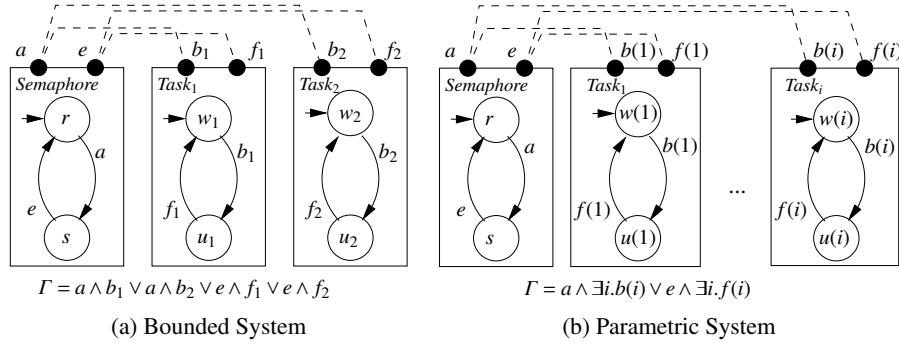 a e b₁ f₁ b₂ f₂ a e b(1) f(1) b(i) f(i)
Semaphore Task₁ Task₂ Semaphore Task₁ Taskᵢ
r w₁ w₂ r w(1) w(i)
a b₁ b₂ a b(1) b(i)
...
e f₁ f₂ e f(1) f(i)
s u₁ u₂ s u(1) u(i)
Γ = a ∧ b₁ ∨ a ∧ b₂ ∨ e ∧ f₁ ∨ e ∧ f₂
Γ = a ∧ ∃i.b(i) ∨ e ∧ ∃i.f(i)
(a) Bounded System
(b) Parametric System